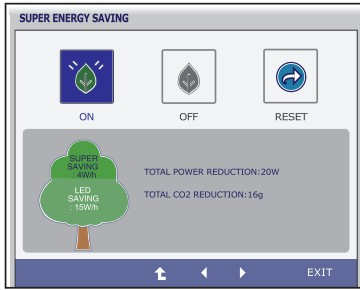 SUPER ENERGY SAVING
ON
OFF
RESET
SUPER
SAVING
: 4W/h
LED
SAVING
: 15W/h
TOTAL POWER REDUCTION:20W
TOTAL CO2 REDUCTION:16g
EXIT